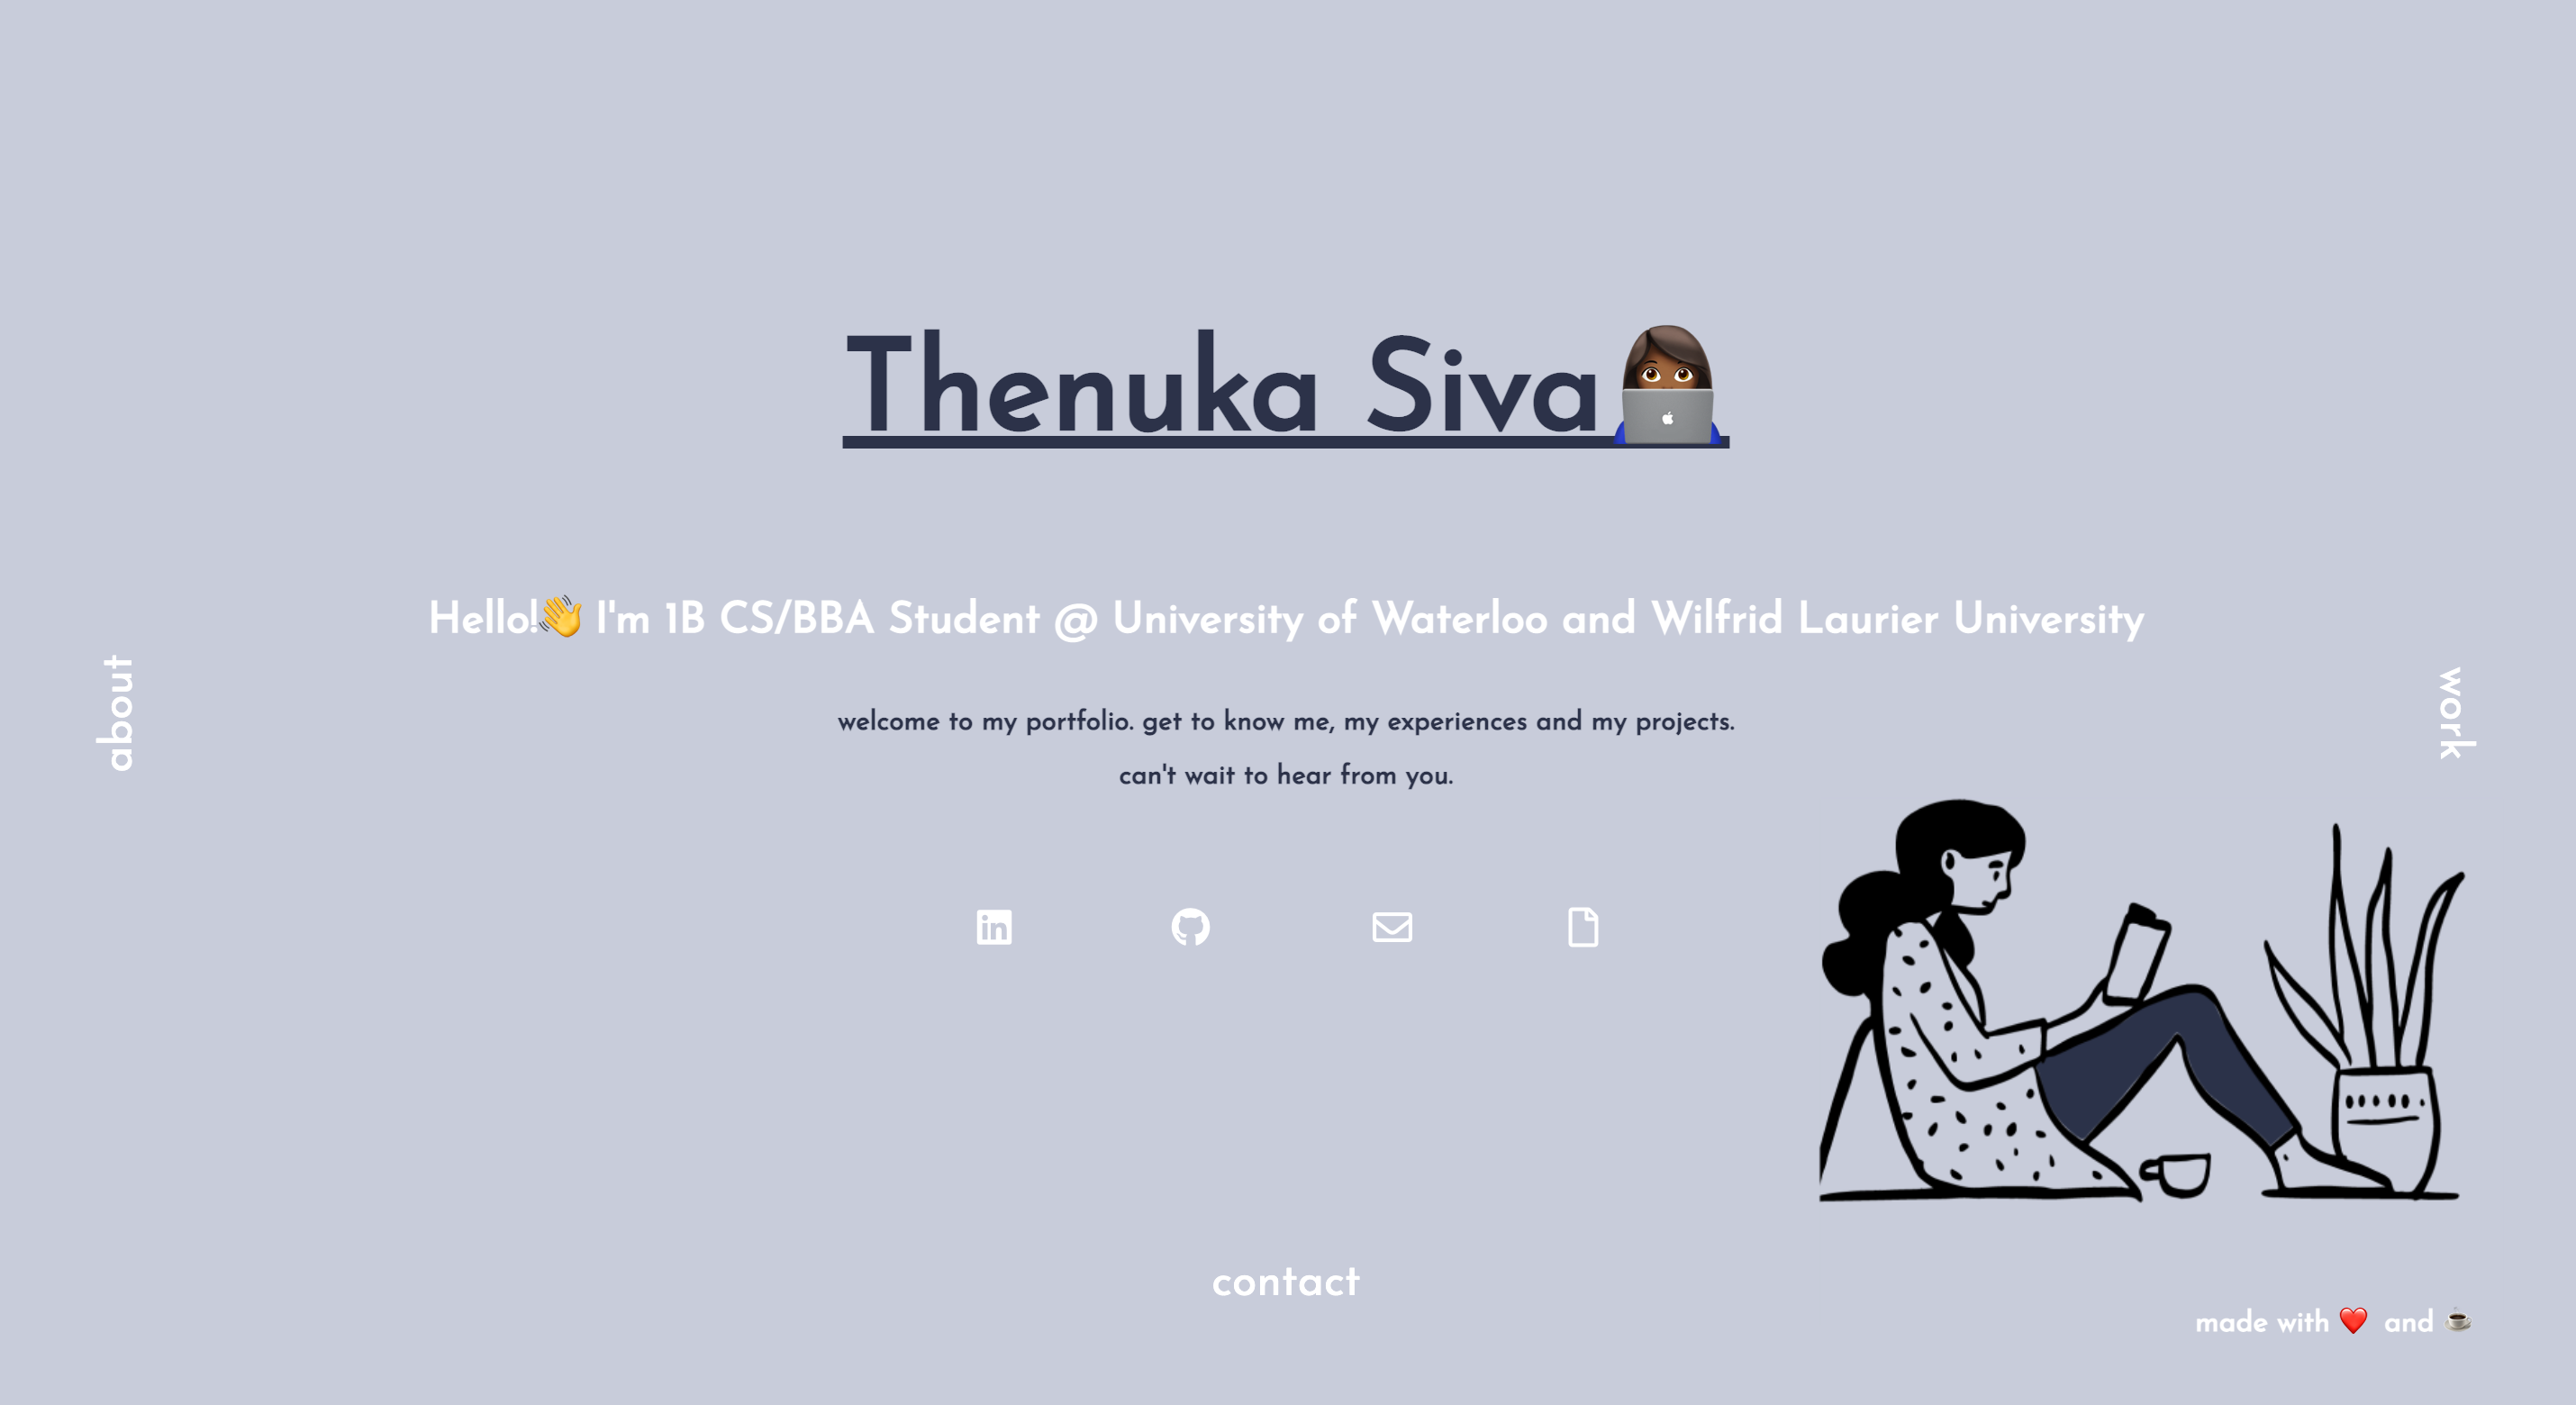 Thenuka Siva👩🏾‍💻
Hello!👋 I'm 1B CS/BBA Student @ University of Waterloo and Wilfrid Laurier University
about
work
welcome to my portfolio. get to know me, my experiences and my projects.
can't wait to hear from you.
in
contact
made with ❤️ and ☕